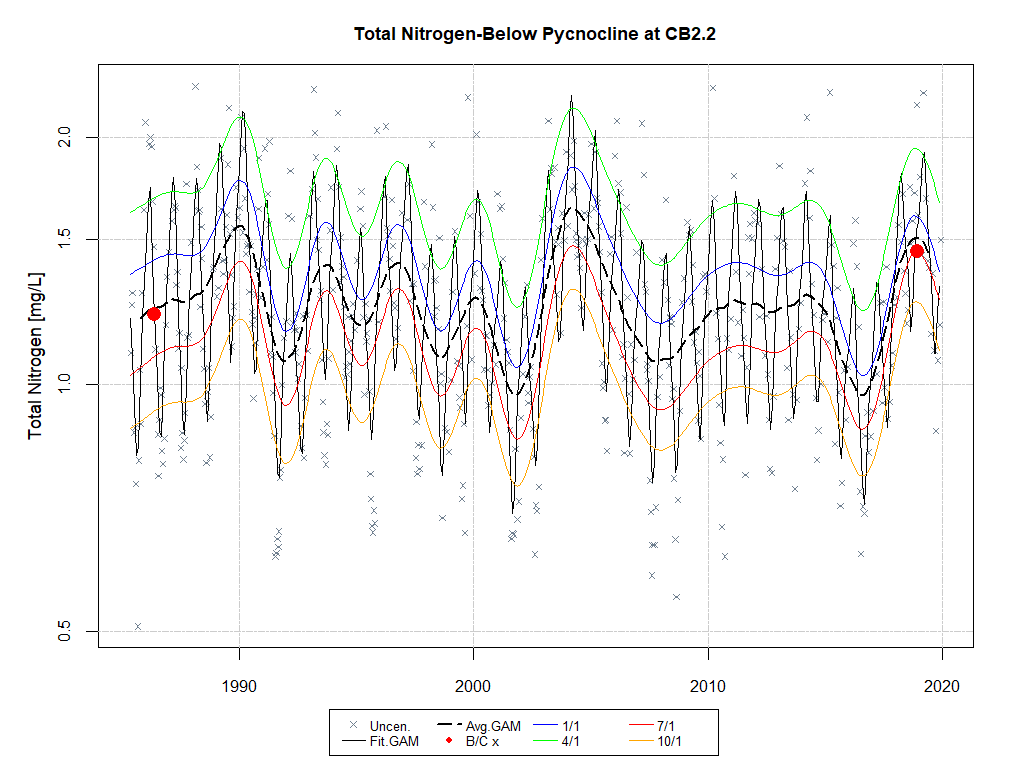 Total Nitrogen-Below Pycnocline at CB2.2
Total Nitrogen [mg/L]
2.0
1.5
1.0
0.5
1990 2000 2010 2020
Uncen. Avg.GAM 1/1 7/1
Fit.GAM B/C x 4/1 10/1